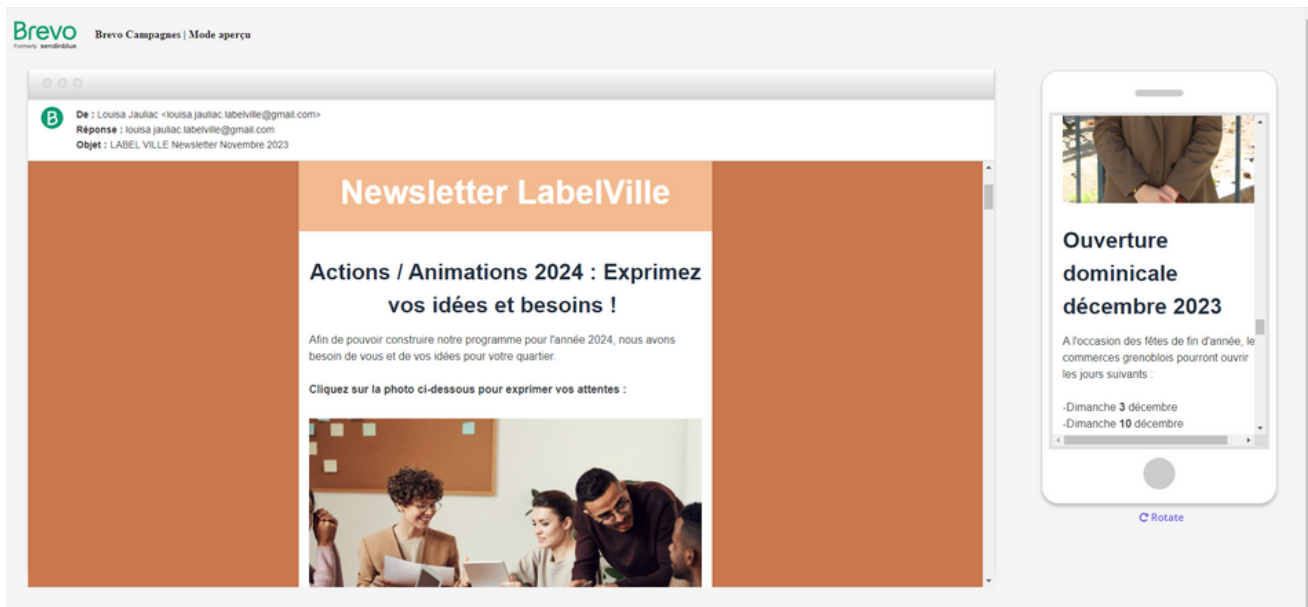 Brevo
Formerly sendinblue
Brevo Campagnes | Mode aperçu
B
De : Louisa Jauliac <louisa.jauliac.labelville@gmail.com>
Réponse : louisa.jauliac.labelville@gmail.com
Objet : LABEL VILLE Newsletter Novembre 2023
Newsletter LabelVille
Actions / Animations 2024 : Exprimez
vos idées et besoins !
Afin de pouvoir construire notre programme pour l'année 2024, nous avons
besoin de vous et de vos idées pour votre quartier.
Cliquez sur la photo ci-dessous pour exprimer vos attentes :
Ouverture
dominicale
décembre 2023
A l'occasion des fêtes de fin d'année, le
commerces grenoblois pourront ouvrir
les jours suivants :
-Dimanche 3 décembre
-Dimanche 10 décembre
Rotate